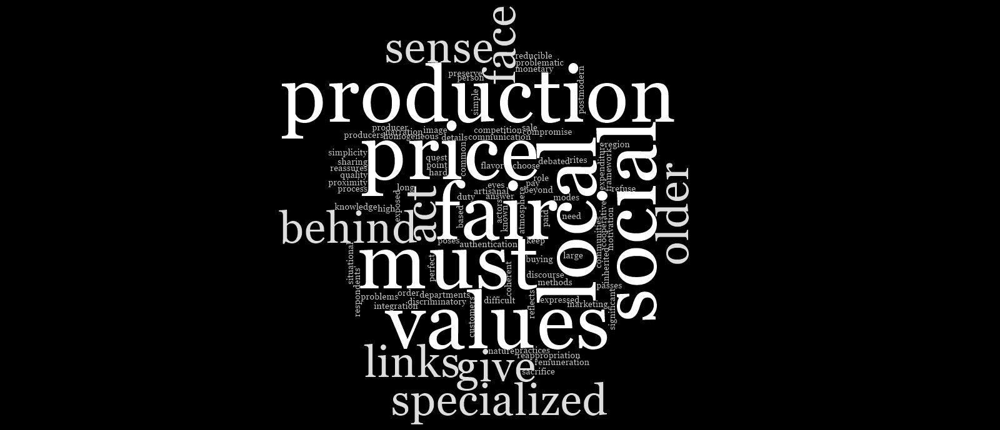 face
sense
reducible
problematic
monetary
preserve
person
postmodern
production
simple
producer
narration
image
competition
sale
producers
homogeneous
details
communication
compromise
price
local
social
region
simplicity
sharing
reassures
quality
proximity
process
quest
point
hard
common
flavor
choose
debated
rites
expenditure
framework
older
role
eyes
pay
long
artisanal
beyond
refuse
exposed
act
duty
answer
modes
fair
knowledge
high
based
actors
known
atmosphere
paid
need
communities
cooperative
motivation
behind
poses
authentication
keep
must
situational
respondents'
perfect
coherent
buying
large
inherited
discourse
methods
passes
problems
order
departments
integration
discriminatory
customers
difficult
reflects
expressed
marketing
significant
values
links
give
nature
practices
reappropriation
remuneration
sacrifice
specialized